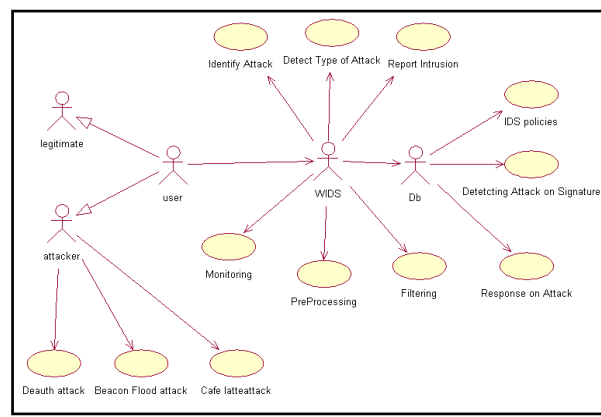 Identify Attack
Detect Type of Attack
Report Intrusion
legitimate
IDS policies
user
WIDS
Db
Detetcting Attack on Signature
attacker
Monitoring
PreProcessing
Filtering
Response on Attack
Deauth attack
Beacon Flood attack
Cafe latteattack